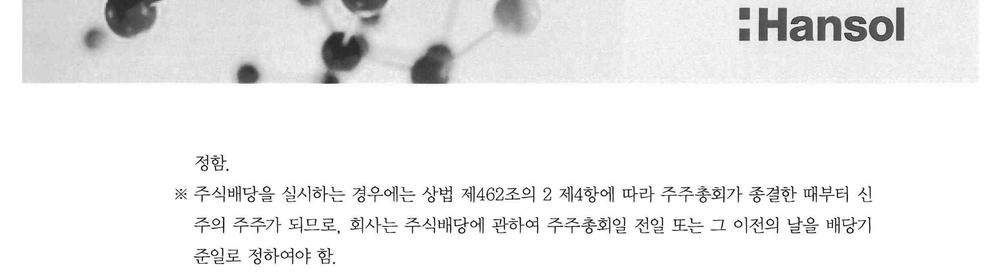 Hansol
정함.
※ 주식배당을 실시하는 경우에는 상법 제462조의 2 제4항에 따라 주주총회가 종결한 때부터 신
주의 주주가 되므로, 회사는 주식배당에 관하여 주주총회일 전일 또는 그 이전의 날을 배당기
준일로 정하여야 함.